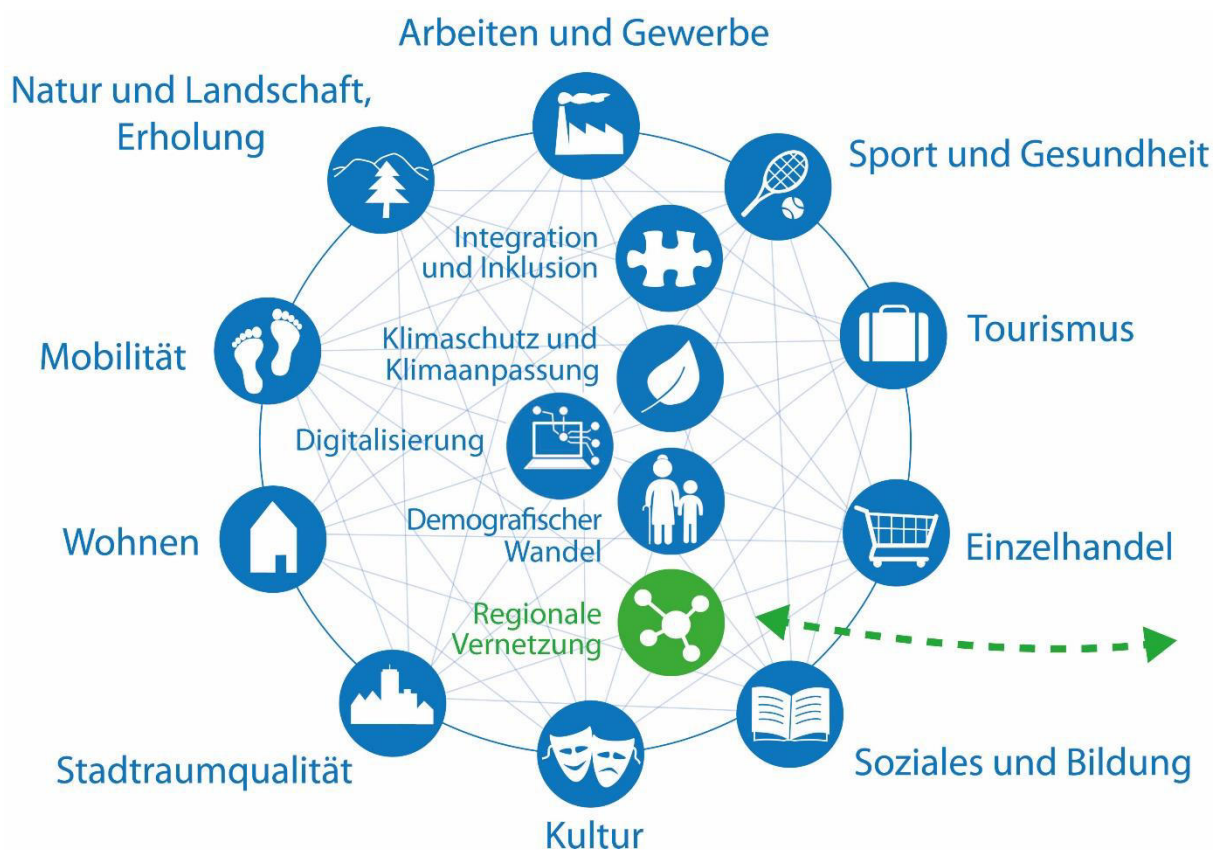 Arbeiten und Gewerbe
Natur und Landschaft,
Erholung
Sport und Gesundheit
Integration
und Inklusion
Tourismus
Mobilität
Klimaschutz und
Klimaanpassung
Digitalisierung
Wohnen
Demografischer
Wandel
Einzelhandel
Regionale
Vernetzung
Stadtraumqualität
Soziales und Bildung
Kultur